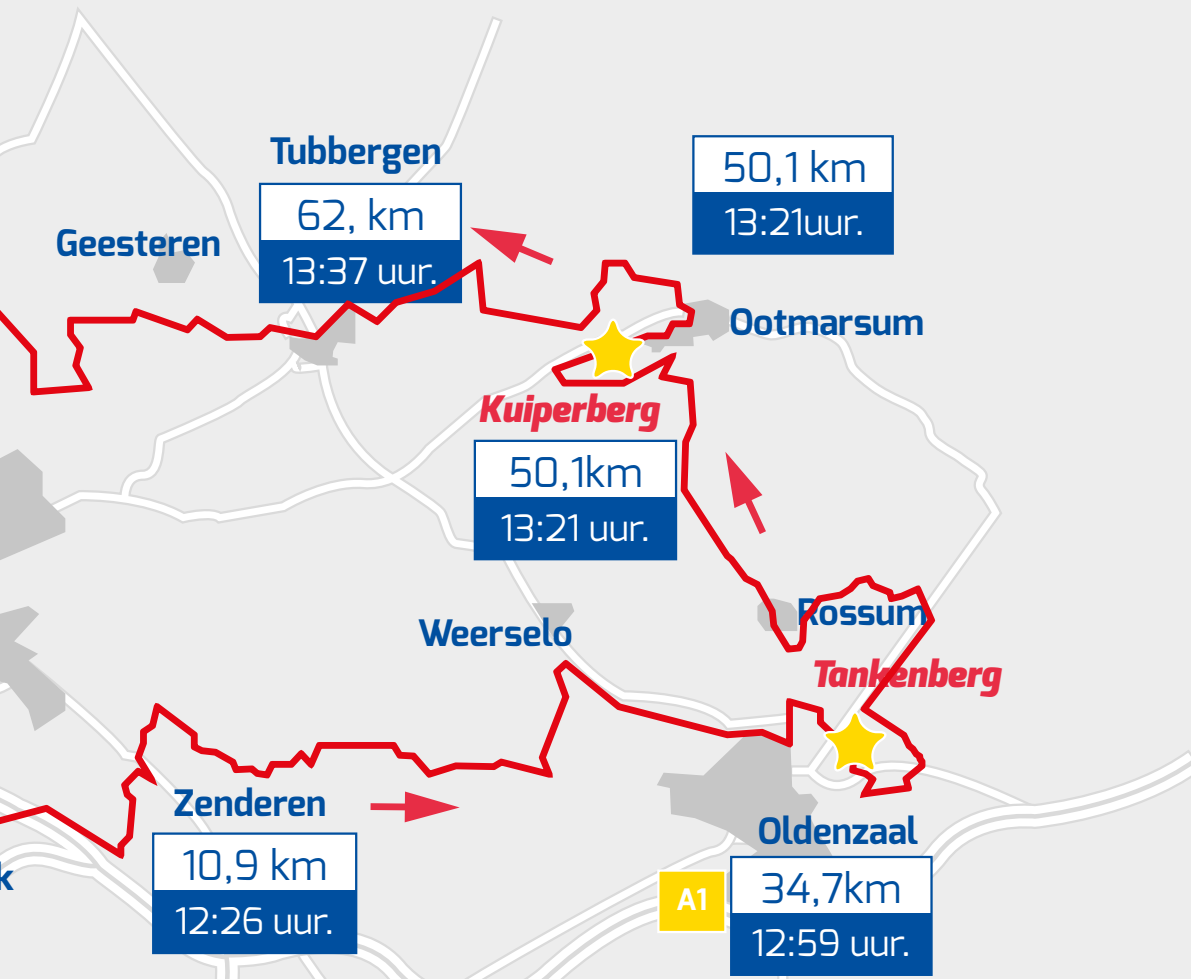 Tubbergen
62, km
13:37 uur.
50,1 km
13:21uur.
Geesteren
Ootmarsum
Kuiperberg
50,1km
13:21 uur.
Rossum
Weerselo
Tankenberg
Zenderen
10,9 km
12:26 uur.
Oldenzaal
34,7km
12:59 uur.
A1
k